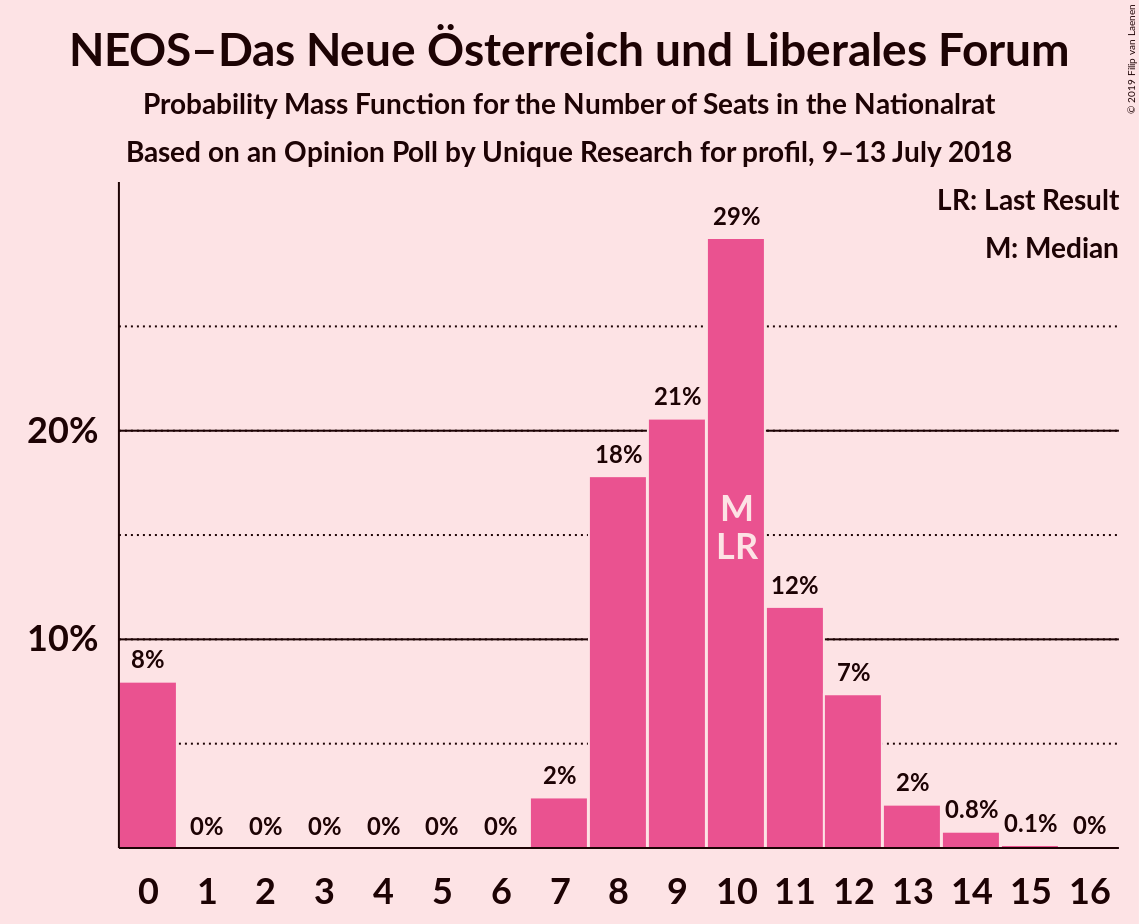 NEOS–Das Neue Österreich und Liberales Forum
Probability Mass Function for the Number of Seats in the Nationalrat
Based on an Opinion Poll by Unique Research for profil, 9–13 July 2018
© 2019 Filip van Laenen
LR: Last Result
M: Median
29%
21%
20%
18%
M
LR
12%
10%
8%
7%
2%
2%
0.8%
0.1%
0%
0%
0%
0%
0%
0%
0%
0 1 2 3 4 5 6 7 8 9 10 11 12 13 14 15 16